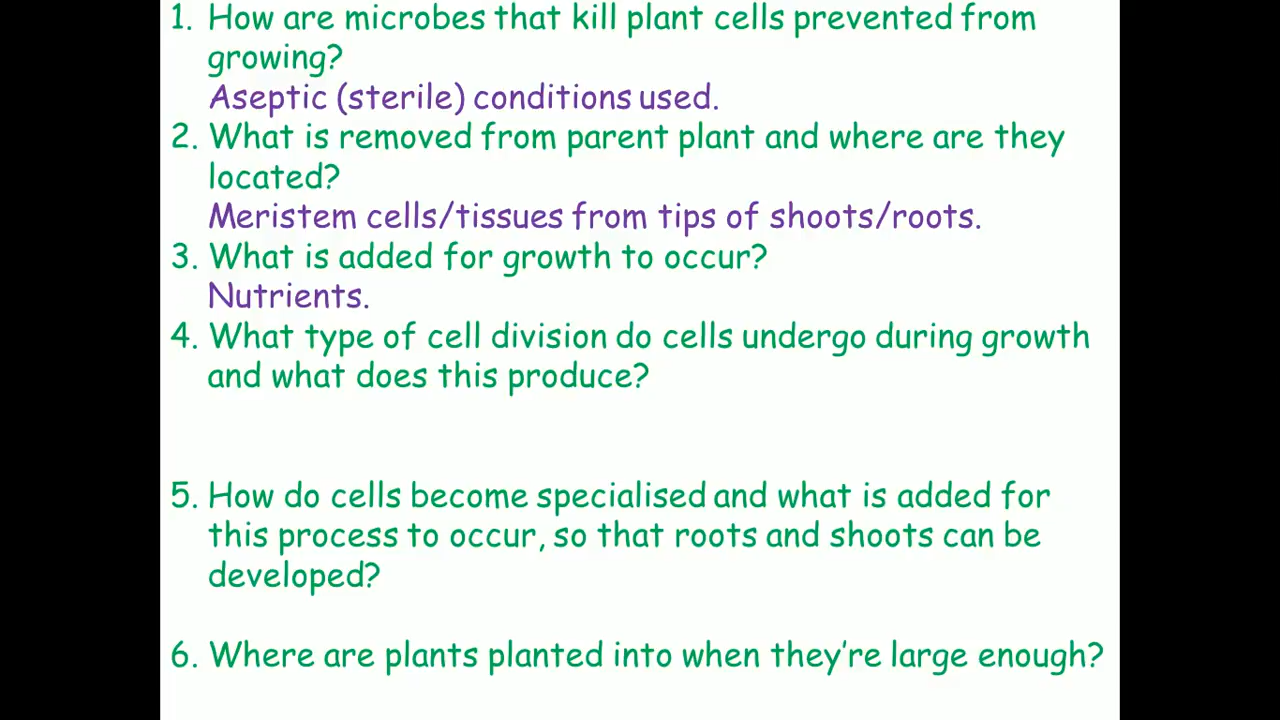 1. How are microbes that kill plant cells prevented from
growing?
Aseptic (sterile) conditions used.
2. What is removed from parent plant and where are they
located?
Meristem cells/tissues from tips of shoots/roots.
3. What is added for growth to occur?
Nutrients.
4. What type of cell division do cells undergo during growth
and what does this produce?
5. How do cells become specialised and what is added for
this process to occur, so that roots and shoots can be
developed?
6. Where are plants planted into when they're large enough?